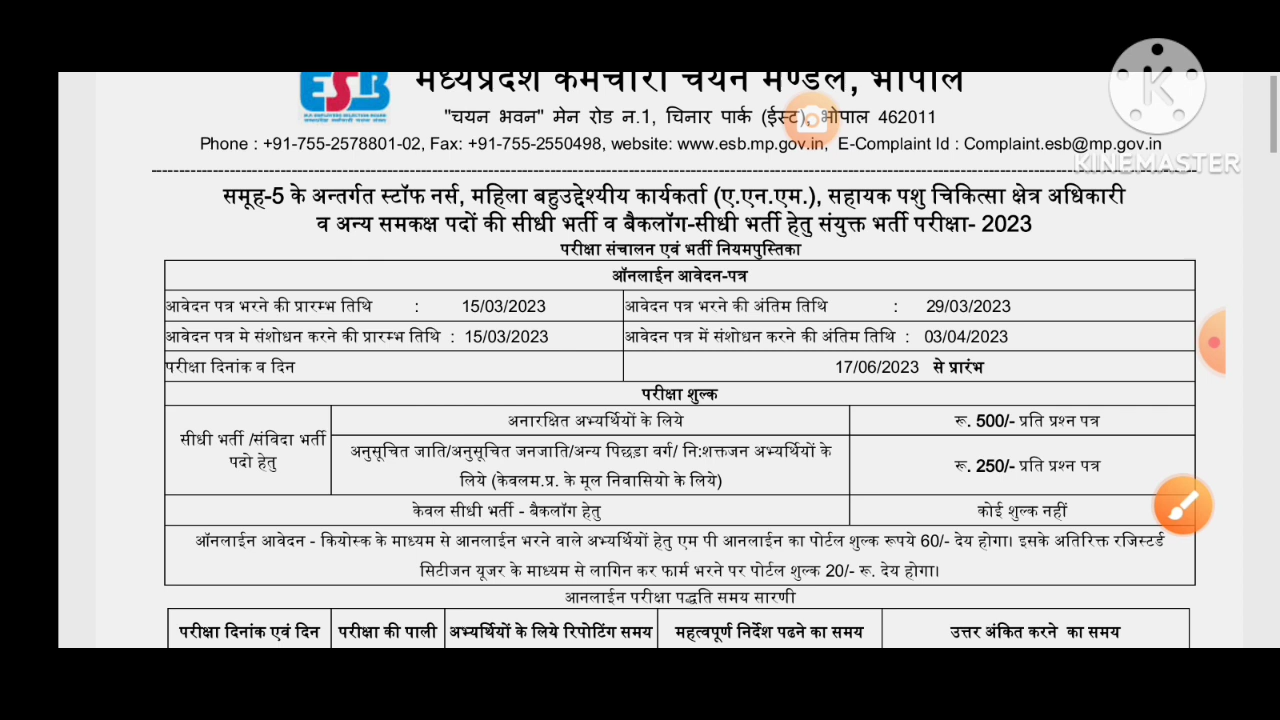 ESB
मध्यप्रदेश कर्मचारी चयन मण्डल, भोपाल
"चयन भवन" मेन रोड न.1, चिनार पार्क (ईस्ट), भोपाल 462011
Phone : +91-755-2578801-02, Fax: +91-755-2550498, website: www.esb.mp.gov.in, E-Complaint Id : Complaint.esb@mp.gov.in
KINEMASTER
समूह-5 के अन्तर्गत स्टॉफ नर्स, महिला बहुउद्देश्यीय कार्यकर्ता (ए.एन.एम.), सहायक पशु चिकित्सा क्षेत्र अधिकारी
व अन्य समकक्ष पदों की सीधी भर्ती व बैकलॉग-सीधी भर्ती हेतु संयुक्त भर्ती परीक्षा- 2023
परीक्षा संचालन एवं भर्ती नियमपुस्तिका
ऑनलाईन आवेदन-पत्र
आवेदन पत्र भरने की प्रारम्भ तिथि : 15/03/2023 आवेदन पत्र भरने की अंतिम तिथि : 29/03/2023
आवेदन पत्र मे संशोधन करने की प्रारम्भ तिथि : 15/03/2023 आवेदन पत्र में संशोधन करने की अंतिम तिथि : 03/04/2023
परीक्षा दिनांक व दिन 17/06/2023 से प्रारंभ
परीक्षा शुल्क
सीधी भर्ती /संविदा भर्ती
पदो हेतु
अनारक्षित अभ्यर्थियों के लिये रू. 500/- प्रति प्रश्न पत्र
अनुसूचित जाति/अनुसूचित जनजाति/अन्य पिछड़ा वर्ग/ नि:शक्तजन अभ्यर्थियों के
लिये (केवलम.प्र. के मूल निवासियो के लिये)
रू. 250/- प्रति प्रश्न पत्र
केवल सीधी भर्ती - बैकलॉग हेतु कोई शुल्क नहीं
ऑनलाईन आवेदन - कियोस्क के माध्यम से आनलाईन भरने वाले अभ्यर्थियों हेतु एम पी आनलाईन का पोर्टल शुल्क रूपये 60/- देय होगा। इसके अतिरिक्त रजिस्टर्ड
सिटीजन यूजर के माध्यम से लागिन कर फार्म भरने पर पोर्टल शुल्क 20/- रू. देय होगा।
आनलाईन परीक्षा पद्धति समय सारणी
परीक्षा दिनांक एवं दिन परीक्षा की पाली अभ्यर्थियों के लिये रिपोर्टिंग समय महत्वपूर्ण निर्देश पढने का समय उत्तर अंकित करने का समय